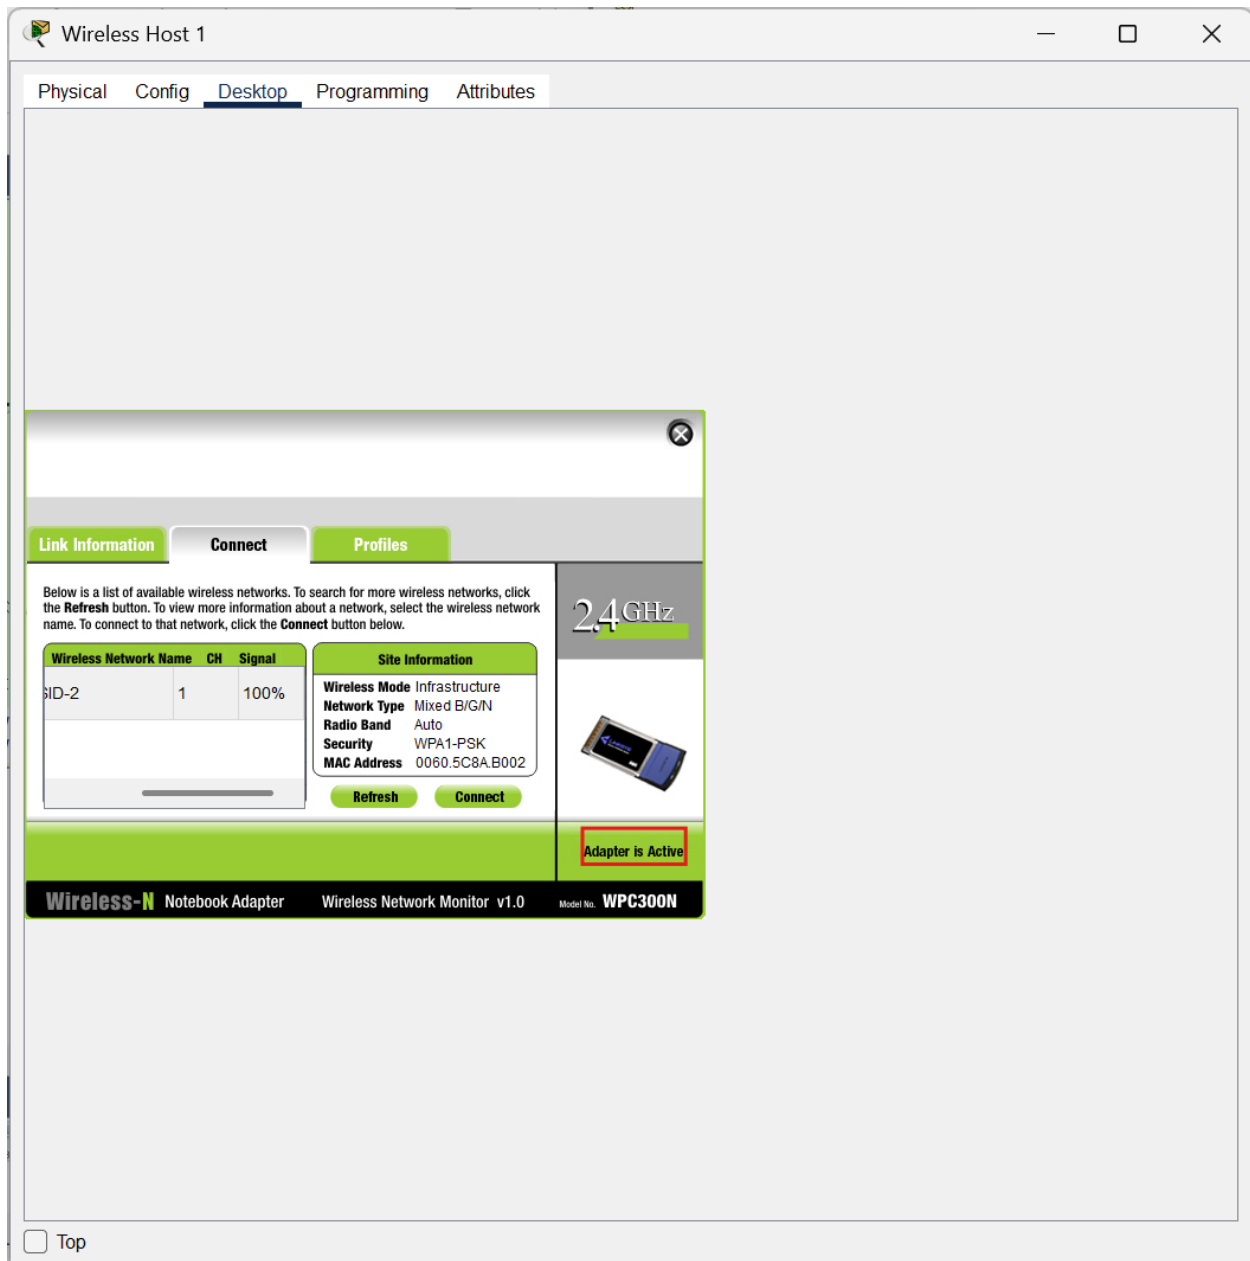 Wireless Host 1
Physical Config Desktop Programming Attributes
Link Information Connect Profiles
Below is a list of available wireless networks. To search for more wireless networks, click
the Refresh button. To view more information about a network, select the wireless network
name. To connect to that network, click the Connect button below.
2.4GHz
Wireless Network Name CH Signal
SID-2 1 100%
Site Information
Wireless Mode Infrastructure
Network Type Mixed B/G/N
Radio Band Auto
Security WPA1-PSK
MAC Address 0060.5C8A.B002
Refresh Connect
Adapter is Active
Wireless-N Notebook Adapter Wireless Network Monitor v1.0 Model No. WPC300N
Top